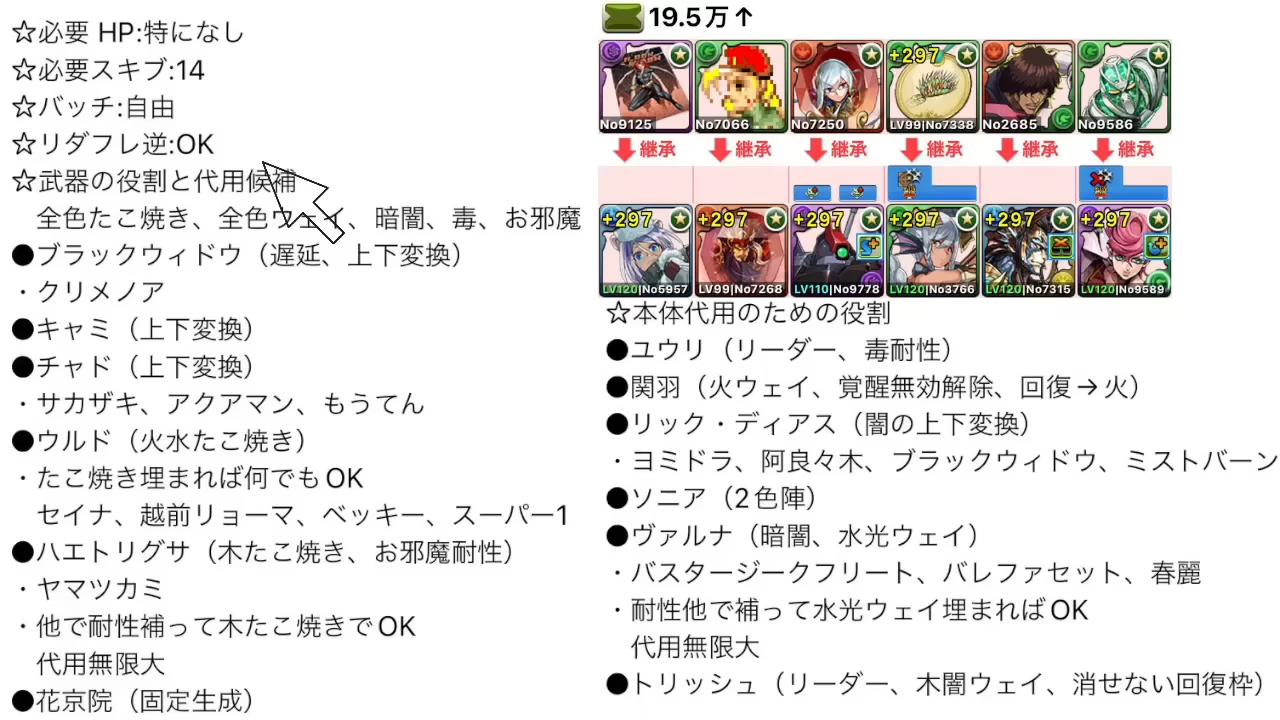 ☆必要 HP:特になし
☆必要スキブ:14
☆バッチ:自由
☆リダフレ逆:OK
☆武器の役割と代用候補
全色たこ焼き、全色ウェイ、暗闇、毒、お邪魔
●ブラックウィドウ（遅延、上下変換）
・クリメノア
●キャミ（上下変換）
●チャド（上下変換）
・サカザキ、アクアマン、もうてん
●ウルド（火水たこ焼き）
・たこ焼き埋まれば何でもOK
セイナ、越前リョーマ、ベッキー、スーパー1
●ハエトリグサ（木たこ焼き、お邪魔耐性）
・ヤマツカミ
・他で耐性補って木たこ焼きでOK
代用無限大
●花京院（固定生成）
19.5万↑
+297
No9125 No7066 No7250 LV99|No7338 No2685 No9586
継承 継承 継承 継承 継承 継承
+297 +297 +297 +297 +297 +297
LV120|No5957 LV99|No7268 LV110|No9778 LV120|No3766 LV120|No7315 LV120|No9589
☆本体代用のための役割
●ユウリ（リーダー、毒耐性）
●関羽（火ウェイ、覚醒無効解除、回復→火）
●リック・ディアス（闇の上下変換）
・ヨミドラ、阿良々木、ブラックウィドウ、ミストバーン
●ソニア（2色陣）
●ヴァルナ（暗闇、水光ウェイ）
・バスタージークフリート、バレファセット、春麗
・耐性他で補って水光ウェイ埋まればOK
代用無限大
●トリッシュ（リーダー、木闇ウェイ、消せない回復枠）